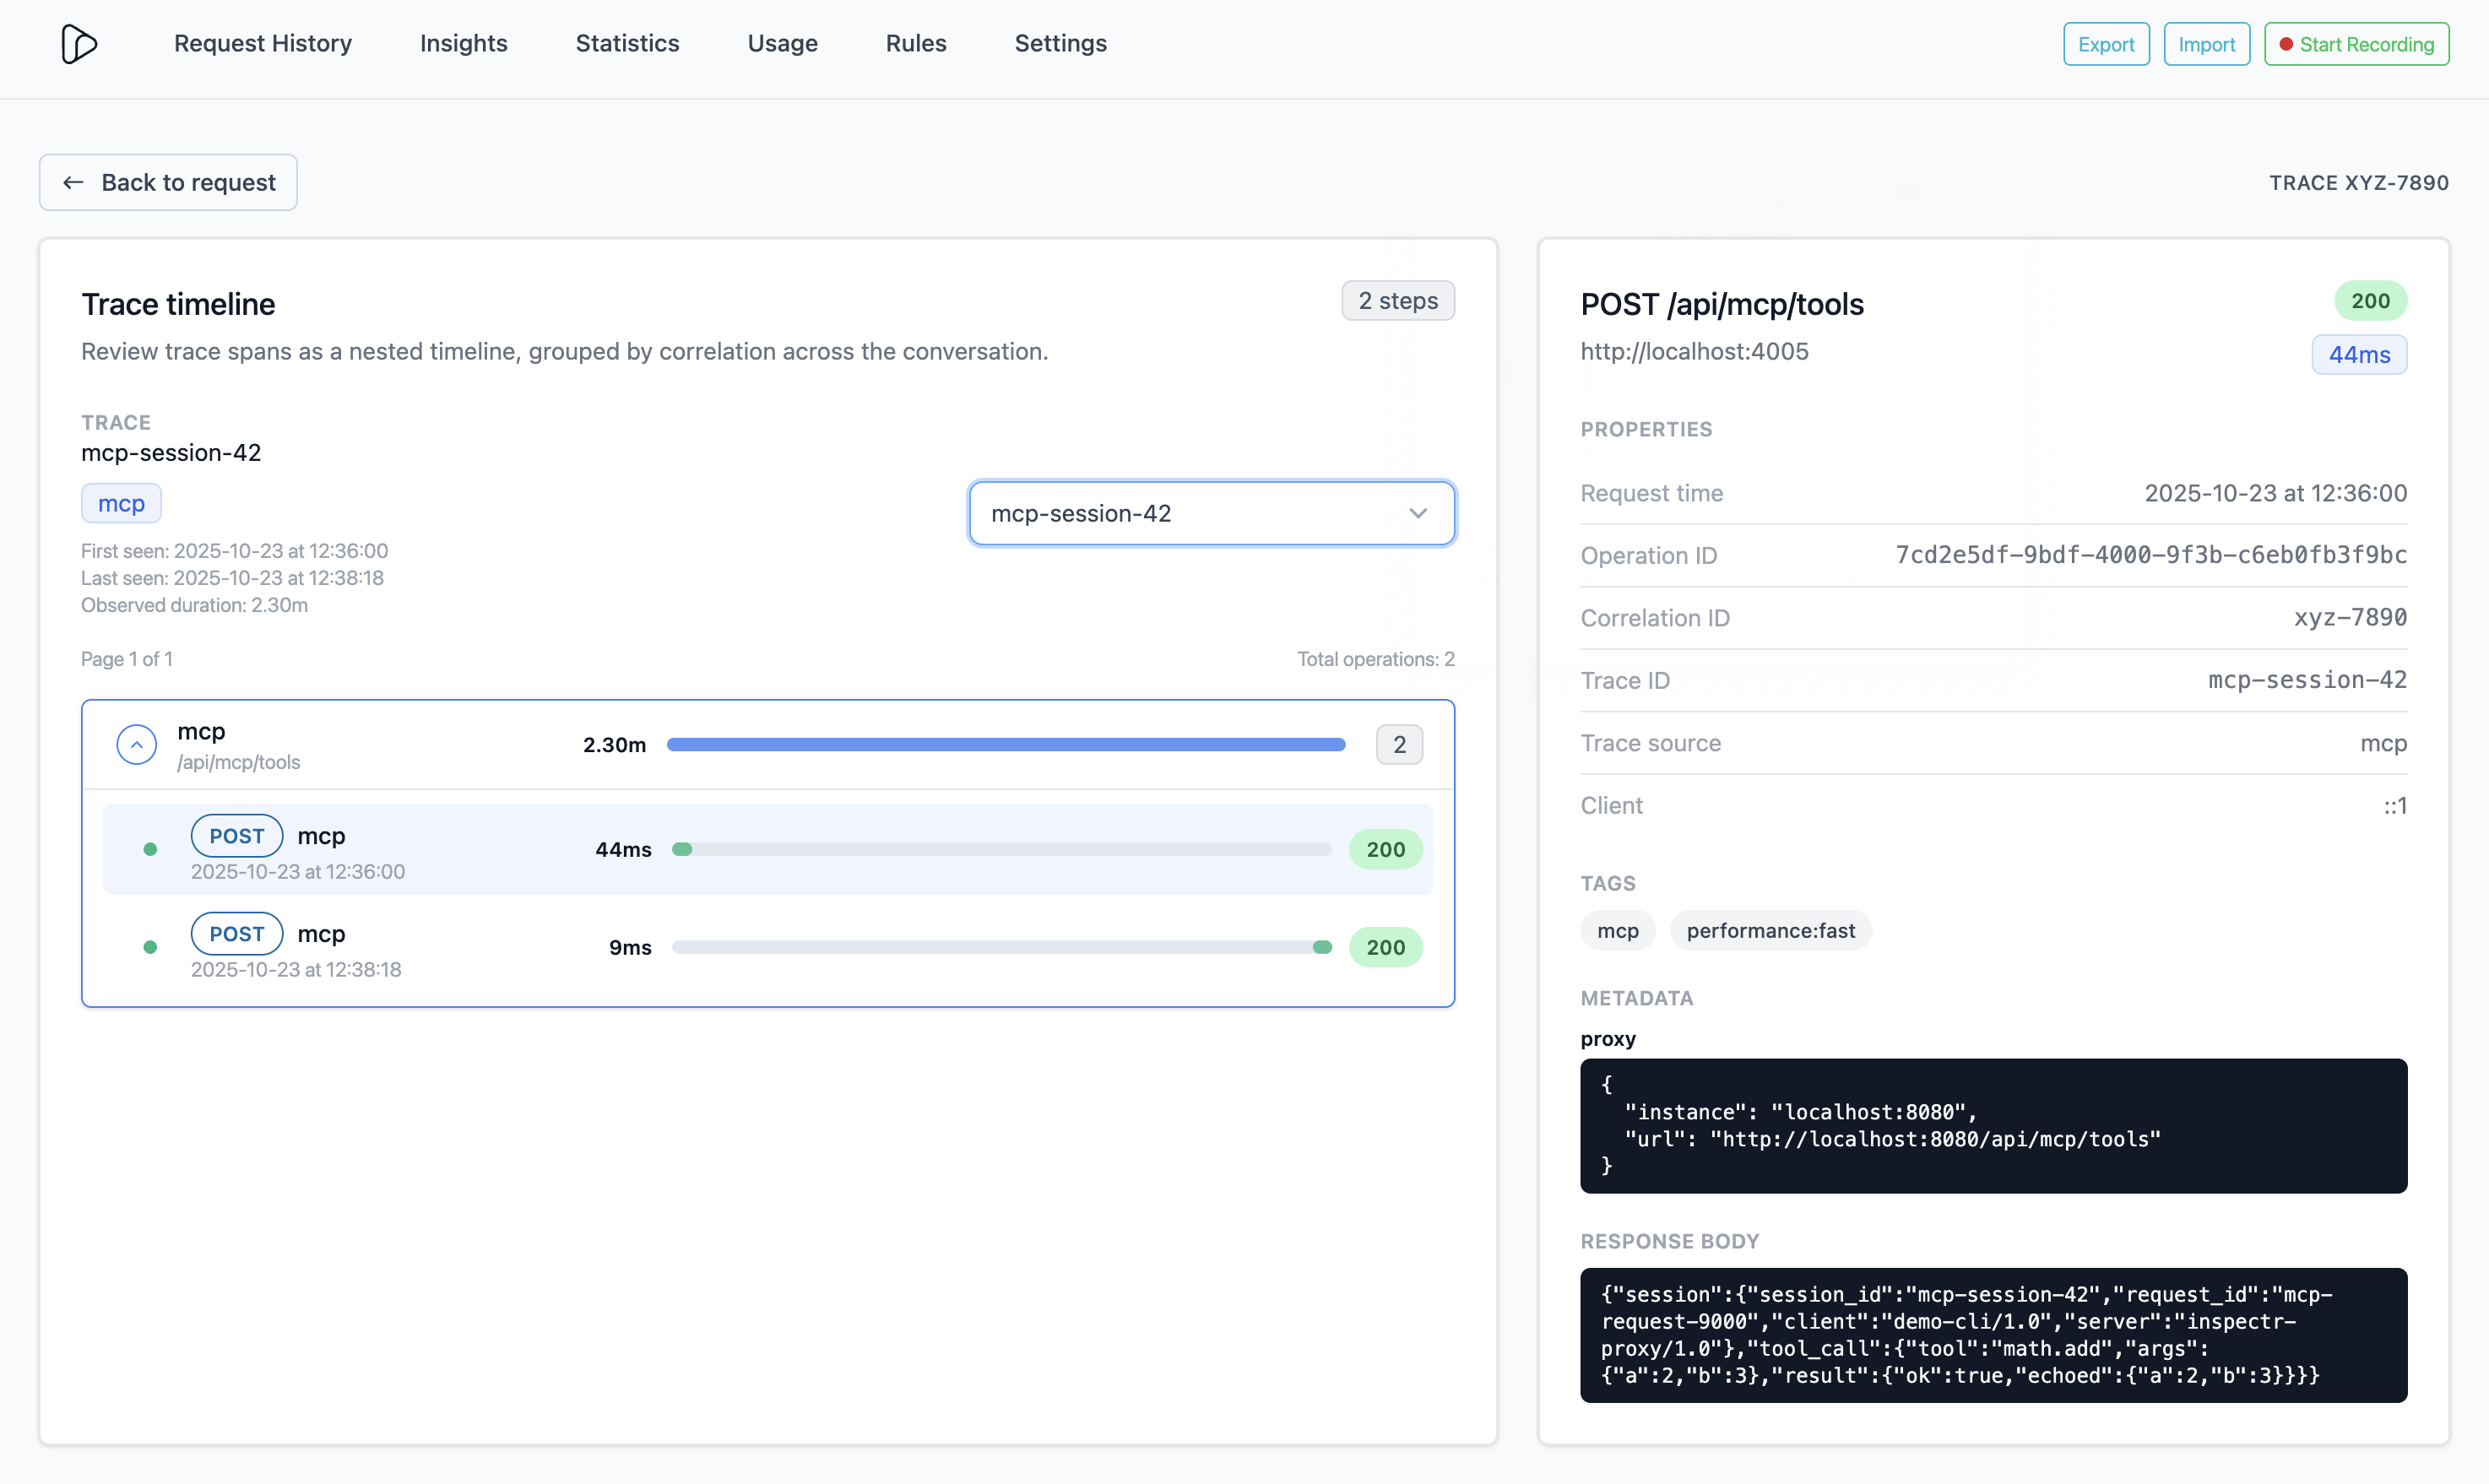 Request History
Insights
Statistics
Usage
Rules
Settings
Export
Import
Start Recording
Back to request
TRACE XYZ-7890
Trace timeline
2 steps
Review trace spans as a nested timeline, grouped by correlation across the conversation.
TRACE
mcp-session-42
mcp
mcp-session-42
First seen: 2025-10-23 at 12:36:00
Last seen: 2025-10-23 at 12:38:18
Observed duration: 2.30m
Page 1 of 1
Total operations: 2
mcp
/api/mcp/tools
2.30m
2
POST mcp
2025-10-23 at 12:36:00
44ms
200
POST mcp
2025-10-23 at 12:38:18
9ms
200
POST /api/mcp/tools
200
http://localhost:4005
44ms
PROPERTIES
Request time 2025-10-23 at 12:36:00
Operation ID 7cd2e5df-9bdf-4000-9f3b-c6eb0fb3f9bc
Correlation ID xyz-7890
Trace ID mcp-session-42
Trace source mcp
Client ::1
TAGS
mcp performance:fast
METADATA
proxy
{
"instance": "localhost:8080",
"url": "http://localhost:8080/api/mcp/tools"
}
RESPONSE BODY
{"session":{"session_id":"mcp-session-42","request_id":"mcp-
request-9000","client":"demo-cli/1.0","server":"inspectr-
proxy/1.0"},"tool_call":{"tool":"math.add","args":
{"a":2,"b":3},"result":{"ok":true,"echoed":{"a":2,"b":3}}}}